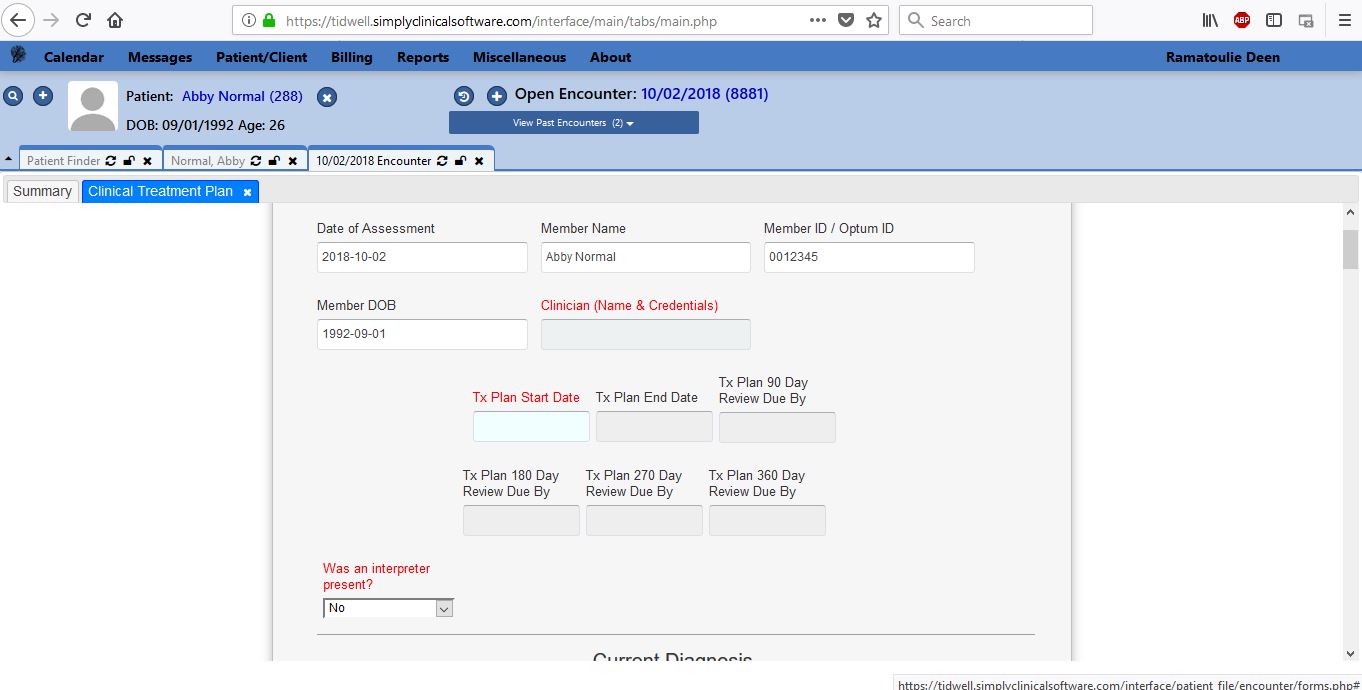 https://tidwell.simplyclinicalsoftware.com/interface/main/tabs/main.php
Search
ABP
Calendar Messages Patient/Client Billing Reports Miscellaneous About Ramatoulie Deen
Patient: Abby Normal (288)
Open Encounter: 10/02/2018 (8881)
DOB: 09/01/1992 Age: 26
View Past Encounters (2)
Patient Finder Normal, Abby 10/02/2018 Encounter
Summary Clinical Treatment Plan
Date of Assessment Member Name Member ID / Optum ID
2018-10-02 Abby Normal 0012345
Member DOB Clinician (Name & Credentials)
1992-09-01
Tx Plan Start Date Tx Plan End Date Tx Plan 90 Day
Review Due By
Tx Plan 180 Day Tx Plan 270 Day Tx Plan 360 Day
Review Due By Review Due By Review Due By
Was an interpreter
present?
No
Current Diagnosis
https://tidwell.simplyclinicalsoftware.com/interface/patient_file/encounter/forms.php#